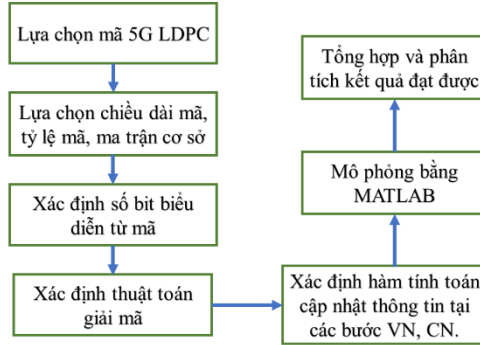 Lựa chọn mã 5G LDPC
Lựa chọn chiều dài mã,
tỷ lệ mã, ma trận cơ sở
Xác định số bit biểu
diễn từ mã
Xác định thuật toán
giải mã
Xác định hàm tính toán
cập nhật thông tin tại
các bước VN, CN.
Mô phỏng bằng
MATLAB
Tổng hợp và phân
tích kết quả đạt được